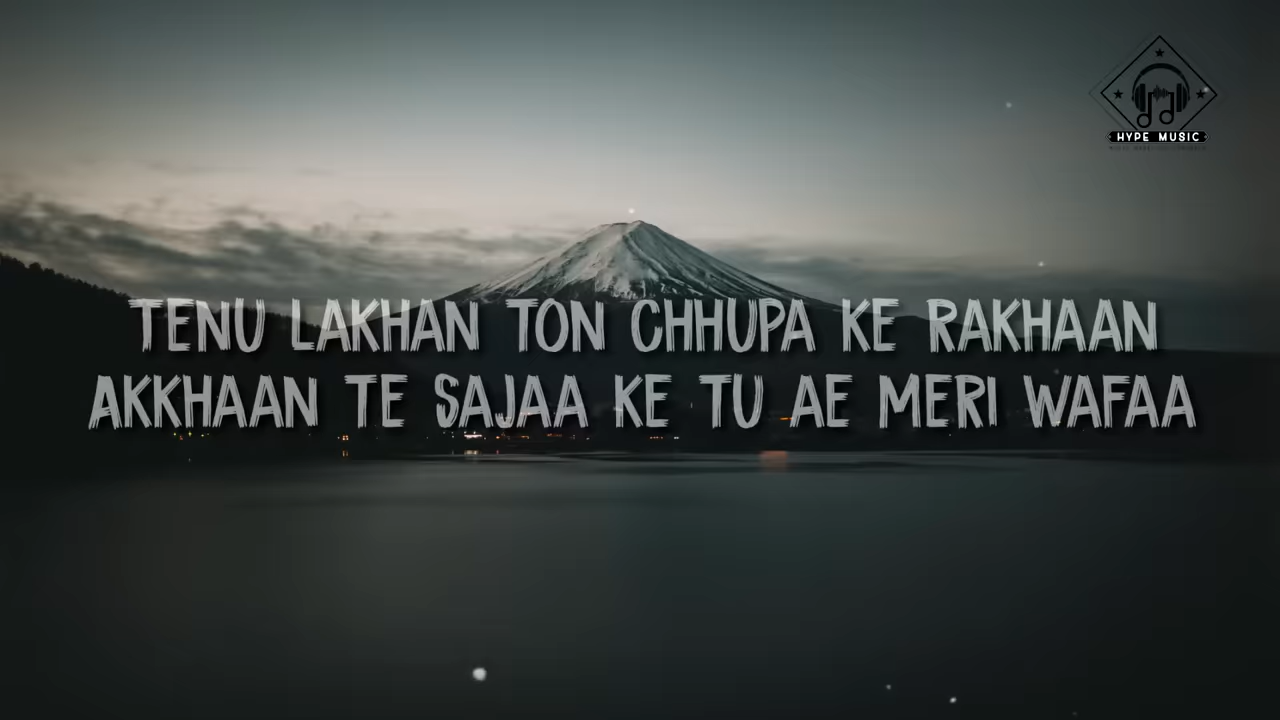 HYPE MUSIC
TENU LAKHAN TON CHHUPA KE RAKHAAN
AKKHAAN TE SAJAA KE TU AE MERI WAFAA